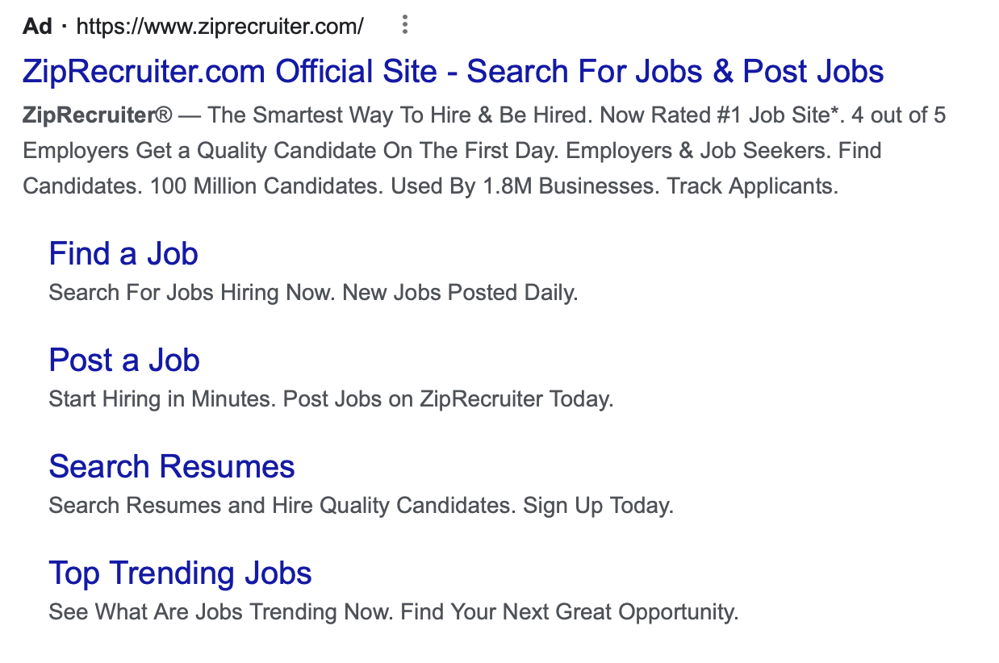 Ad · https://www.ziprecruiter.com/
ZipRecruiter.com Official Site - Search For Jobs & Post Jobs
ZipRecruiter® — The Smartest Way To Hire & Be Hired. Now Rated #1 Job Site*. 4 out of 5
Employers Get a Quality Candidate On The First Day. Employers & Job Seekers. Find
Candidates. 100 Million Candidates. Used By 1.8M Businesses. Track Applicants.
Find a Job
Search For Jobs Hiring Now. New Jobs Posted Daily.
Post a Job
Start Hiring in Minutes. Post Jobs on ZipRecruiter Today.
Search Resumes
Search Resumes and Hire Quality Candidates. Sign Up Today.
Top Trending Jobs
See What Are Jobs Trending Now. Find Your Next Great Opportunity.